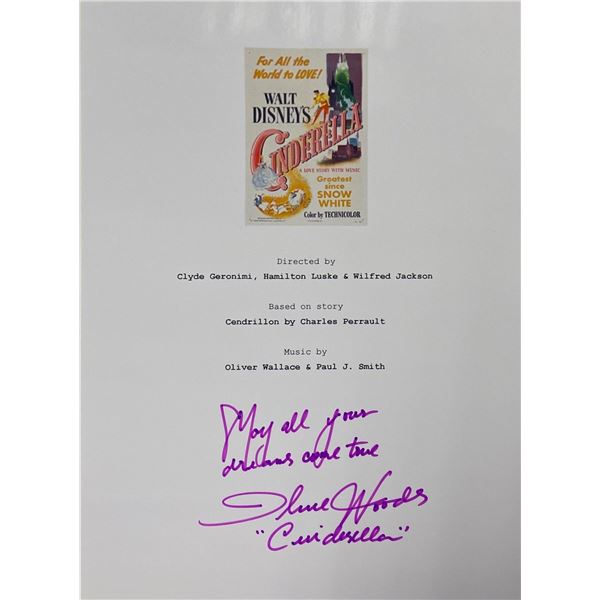 For All the
World to LOVE!
WALT
DISNEY'S
CINDERELLA
A LOVE STORY WITH MUSIC
Greatest
since
SNOW
WHITE
Color by TECHNICOLOR
Directed by
Clyde Geronimi, Hamilton Luske & Wilfred Jackson
Based on story
Cendrillon by Charles Perrault
Music by
Oliver Wallace & Paul J. Smith
May all your
dreams come true
Ilene Woods
"Cinderella"